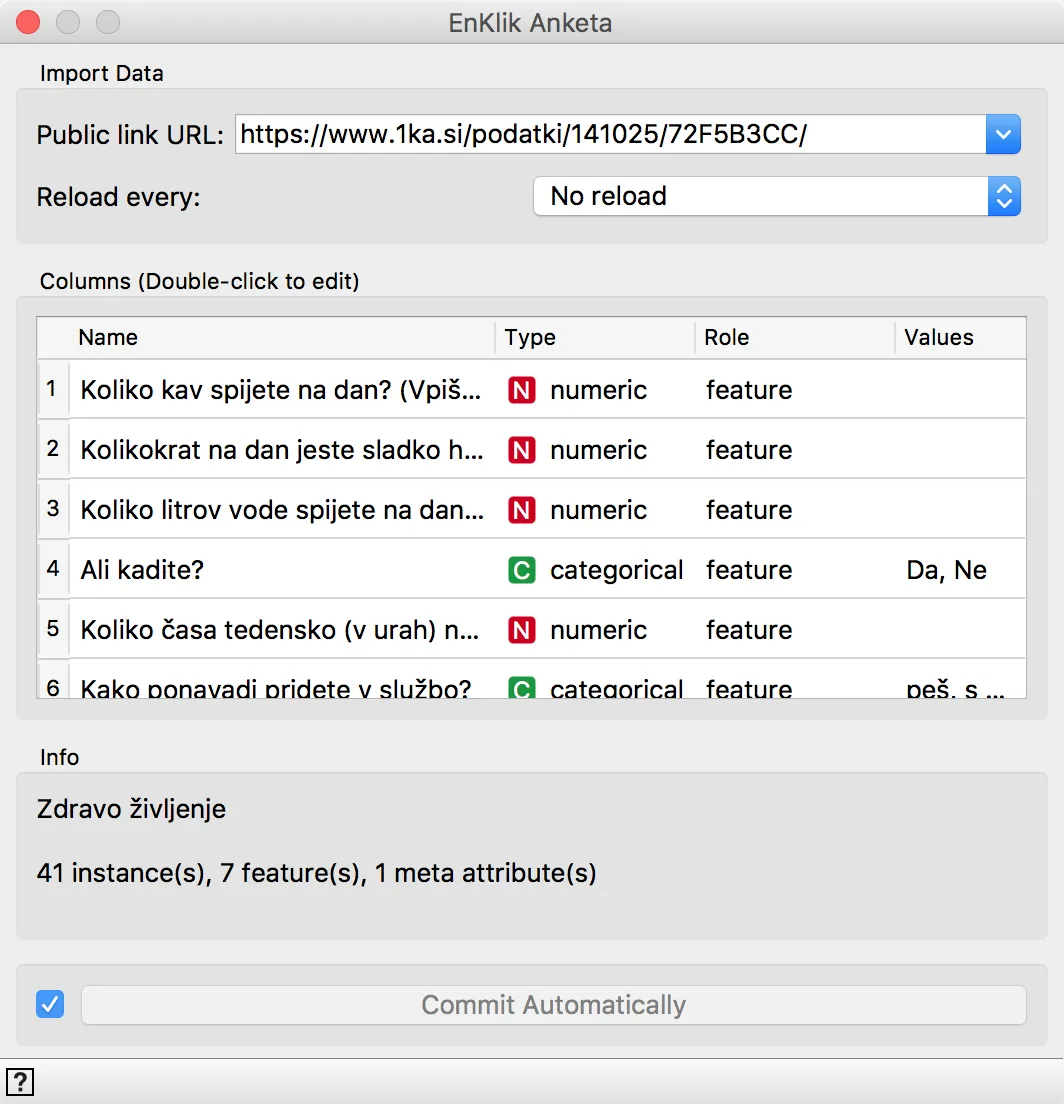 EnKlik Anketa
Import Data
Public link URL: https://www.1ka.si/podatki/141025/72F5B3CC/
Reload every: No reload
Columns (Double-click to edit)
Name Type Role Values
1 Koliko kav spijete na dan? (Vpiš... N numeric feature
2 Kolikokrat na dan jeste sladko h... N numeric feature
3 Koliko litrov vode spijete na dan... N numeric feature
4 Ali kadite? C categorical feature Da, Ne
5 Koliko časa tedensko (v urah) n... N numeric feature
6 Kako ponavadi pridete v službo? C categorical feature peš, s ...
Info
Zdravo življenje
41 instance(s), 7 feature(s), 1 meta attribute(s)
Commit Automatically
?